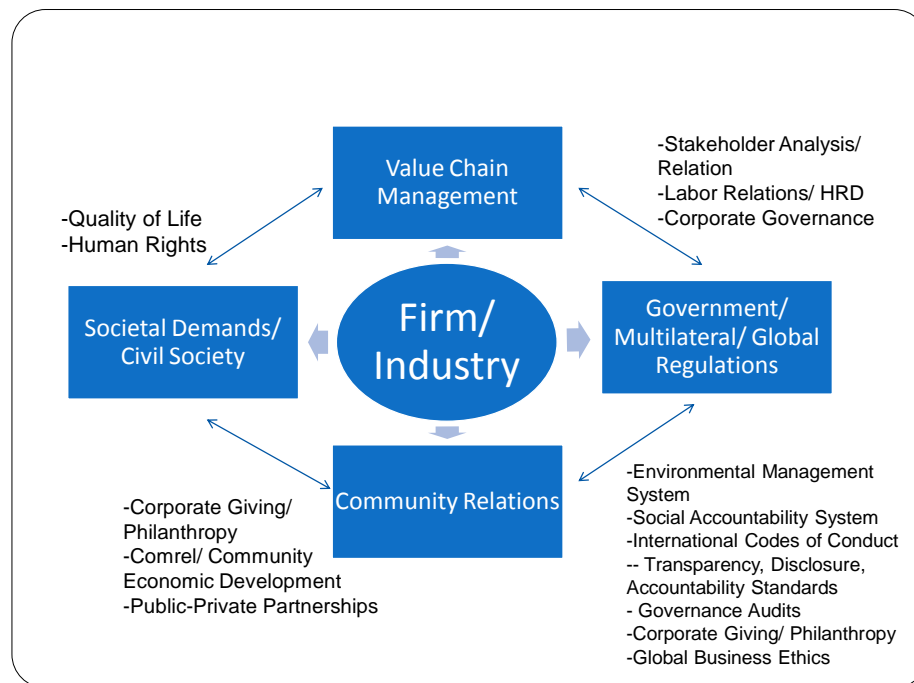 Value Chain
Management
-Stakeholder Analysis/
Relation
-Labor Relations/ HRD
-Corporate Governance
-Quality of Life
-Human Rights
Societal Demands/
Civil Society
Firm/
Industry
Government/
Multilateral/ Global
Regulations
Community Relations
-Corporate Giving/
Philanthropy
-Comrel/ Community
Economic Development
-Public-Private Partnerships
-Environmental Management
System
-Social Accountability System
-International Codes of Conduct
-- Transparency, Disclosure,
Accountability Standards
- Governance Audits
-Corporate Giving/ Philanthropy
-Global Business Ethics